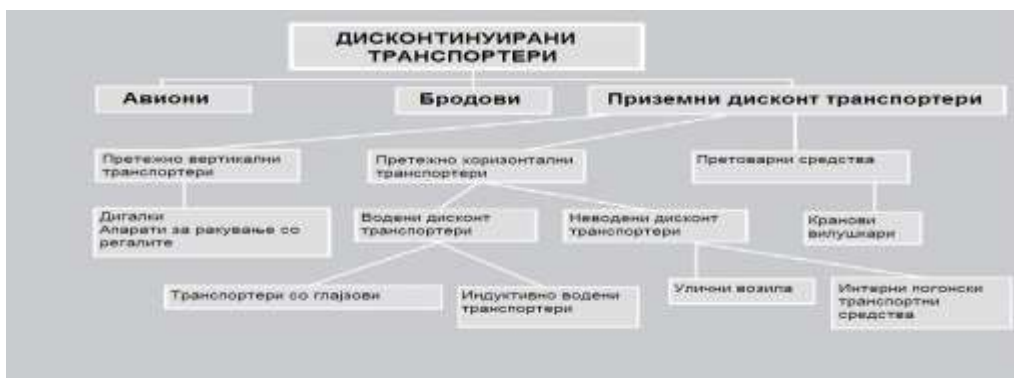 ДИСКОНТИНУИРАНИ
ТРАНСПОРТЕРИ
Авиони
Бродови
Приземни дисконт транспортери
Претежно вертикални
транспортери
Претежно хоризонтални
транспортери
Претоварни средства
Дигалки
Апарати за ракување со
регалите
Водени дисконт
транспортери
Неводени дисконт
транспортери
Кранови
вилушкари
Транспортери со глајзови
Индуктивно водени
транспортери
Улични возила
Интерни погонски
транспортни
средства